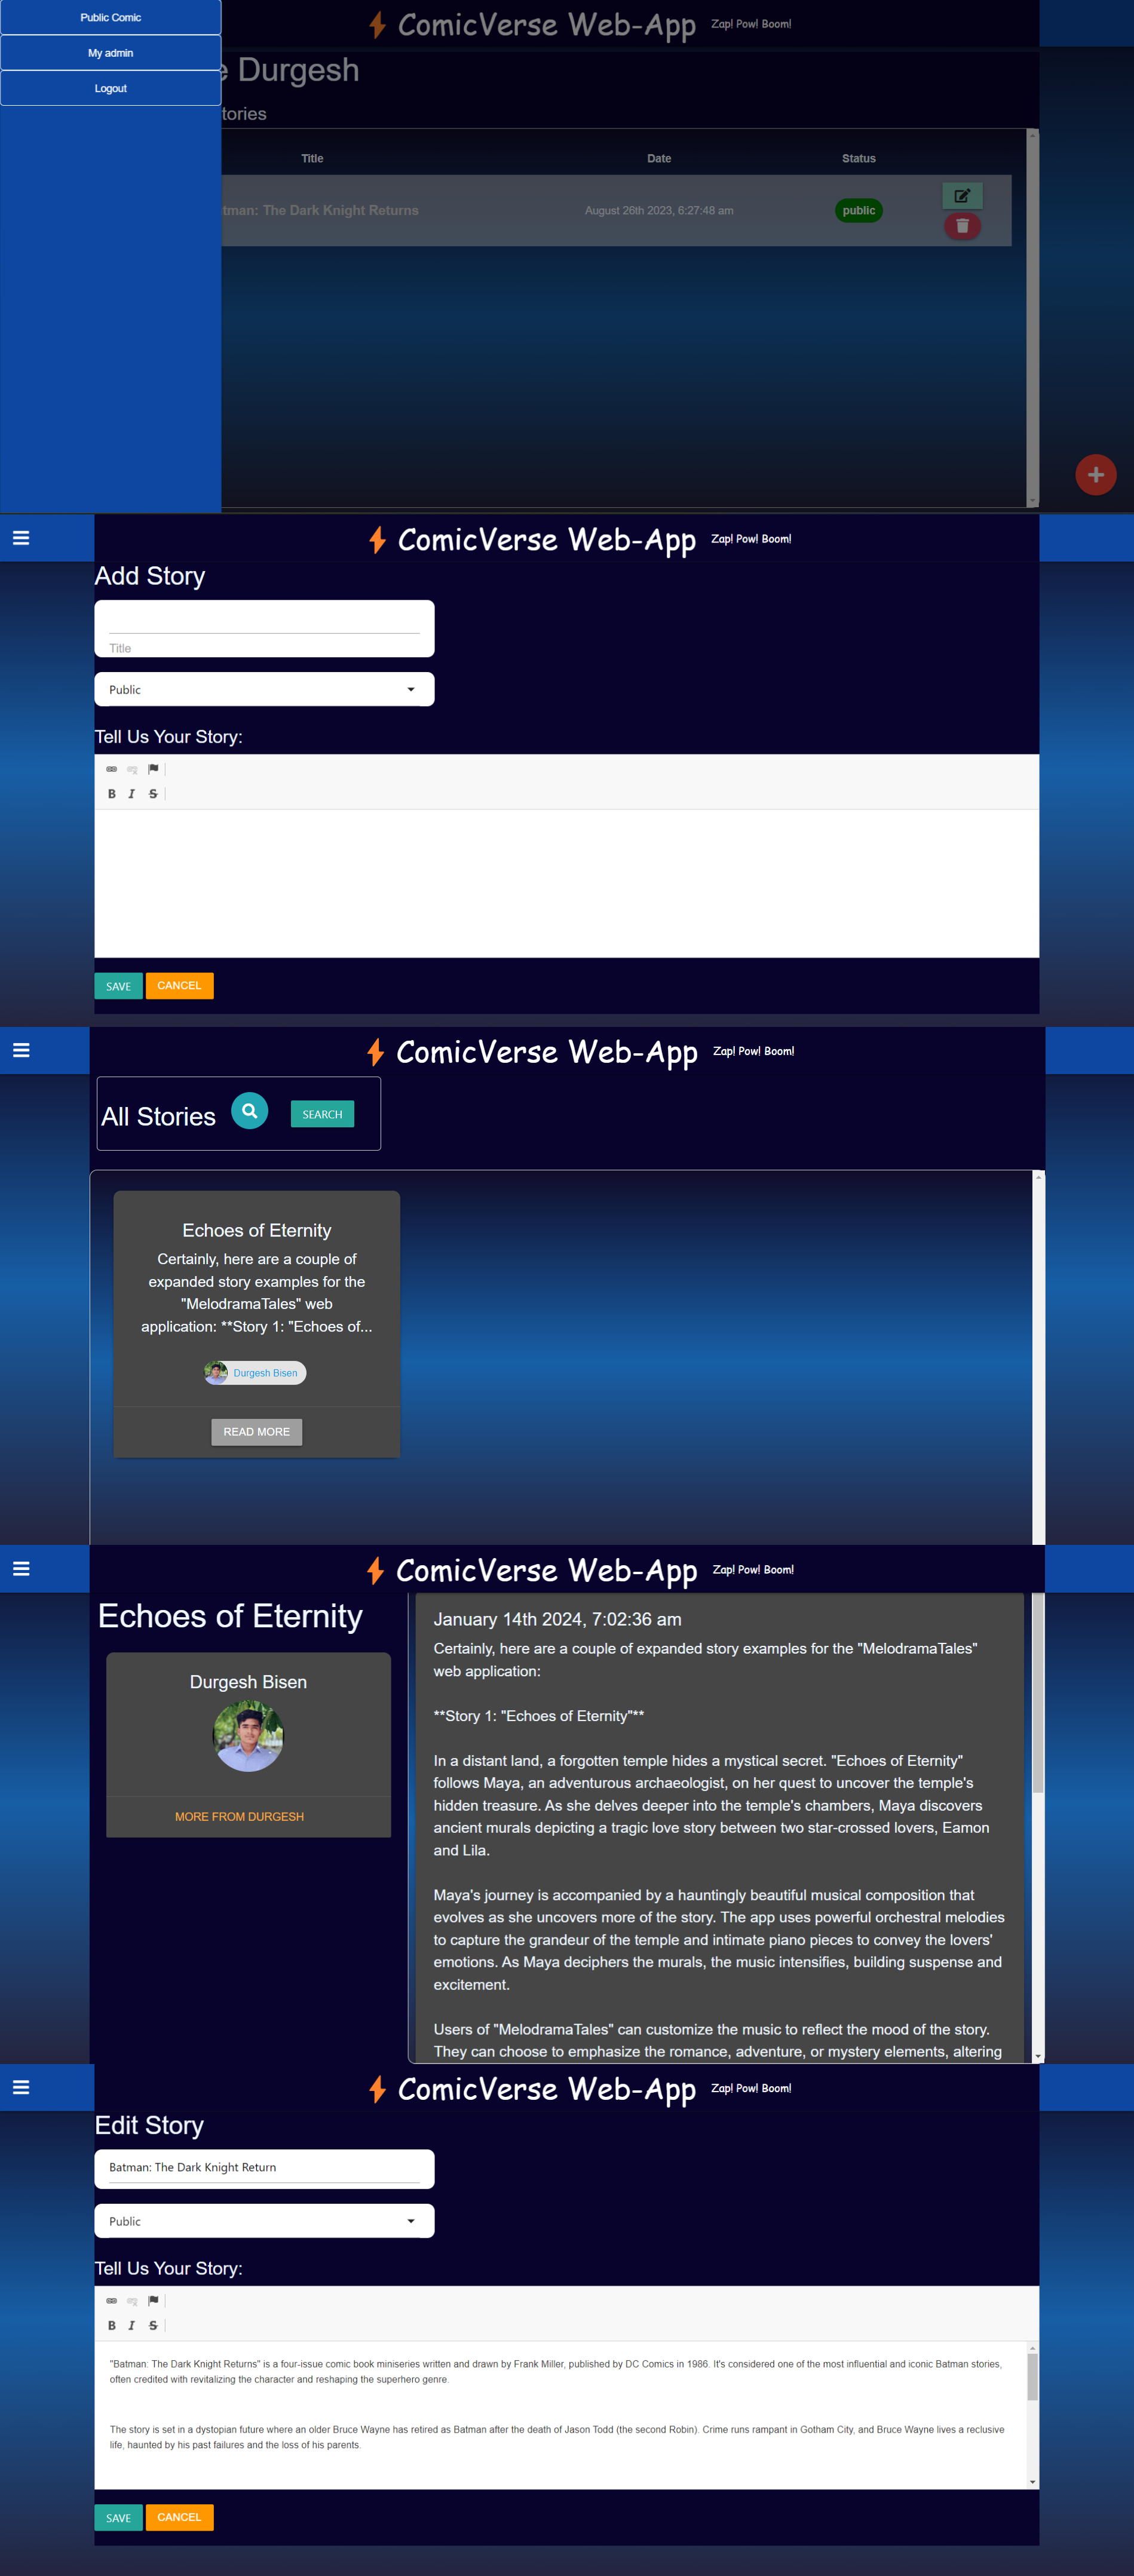 Public Comic
My admin
Logout
ComicVerse Web-App Zap! Pow! Boom!
Durgesh
tories
Title Date Status
tman: The Dark Knight Returns August 26th 2023, 6:27:48 am public
ComicVerse Web-App Zap! Pow! Boom!
Add Story
Title
Public
Tell Us Your Story:
B I S
SAVE CANCEL
ComicVerse Web-App Zap! Pow! Boom!
All Stories SEARCH
Echoes of Eternity
Certainly, here are a couple of
expanded story examples for the
"MelodramaTales" web
application: **Story 1: "Echoes of...
Durgesh Bisen
READ MORE
ComicVerse Web-App Zap! Pow! Boom!
Echoes of Eternity
Durgesh Bisen
MORE FROM DURGESH
January 14th 2024, 7:02:36 am
Certainly, here are a couple of expanded story examples for the "MelodramaTales"
web application:
**Story 1: "Echoes of Eternity"**
In a distant land, a forgotten temple hides a mystical secret. "Echoes of Eternity"
follows Maya, an adventurous archaeologist, on her quest to uncover the temple's
hidden treasure. As she delves deeper into the temple's chambers, Maya discovers
ancient murals depicting a tragic love story between two star-crossed lovers, Eamon
and Lila.
Maya's journey is accompanied by a hauntingly beautiful musical composition that
evolves as she uncovers more of the story. The app uses powerful orchestral melodies
to capture the grandeur of the temple and intimate piano pieces to convey the lovers'
emotions. As Maya deciphers the murals, the music intensifies, building suspense and
excitement.
Users of "MelodramaTales" can customize the music to reflect the mood of the story.
They can choose to emphasize the romance, adventure, or mystery elements, altering
ComicVerse Web-App Zap! Pow! Boom!
Edit Story
Batman: The Dark Knight Return
Public
Tell Us Your Story:
B I S
"Batman: The Dark Knight Returns" is a four-issue comic book miniseries written and drawn by Frank Miller, published by DC Comics in 1986. It's considered one of the most influential and iconic Batman stories,
often credited with revitalizing the character and reshaping the superhero genre.
The story is set in a dystopian future where an older Bruce Wayne has retired as Batman after the death of Jason Todd (the second Robin). Crime runs rampant in Gotham City, and Bruce Wayne lives a reclusive
life, haunted by his past failures and the loss of his parents.
SAVE CANCEL